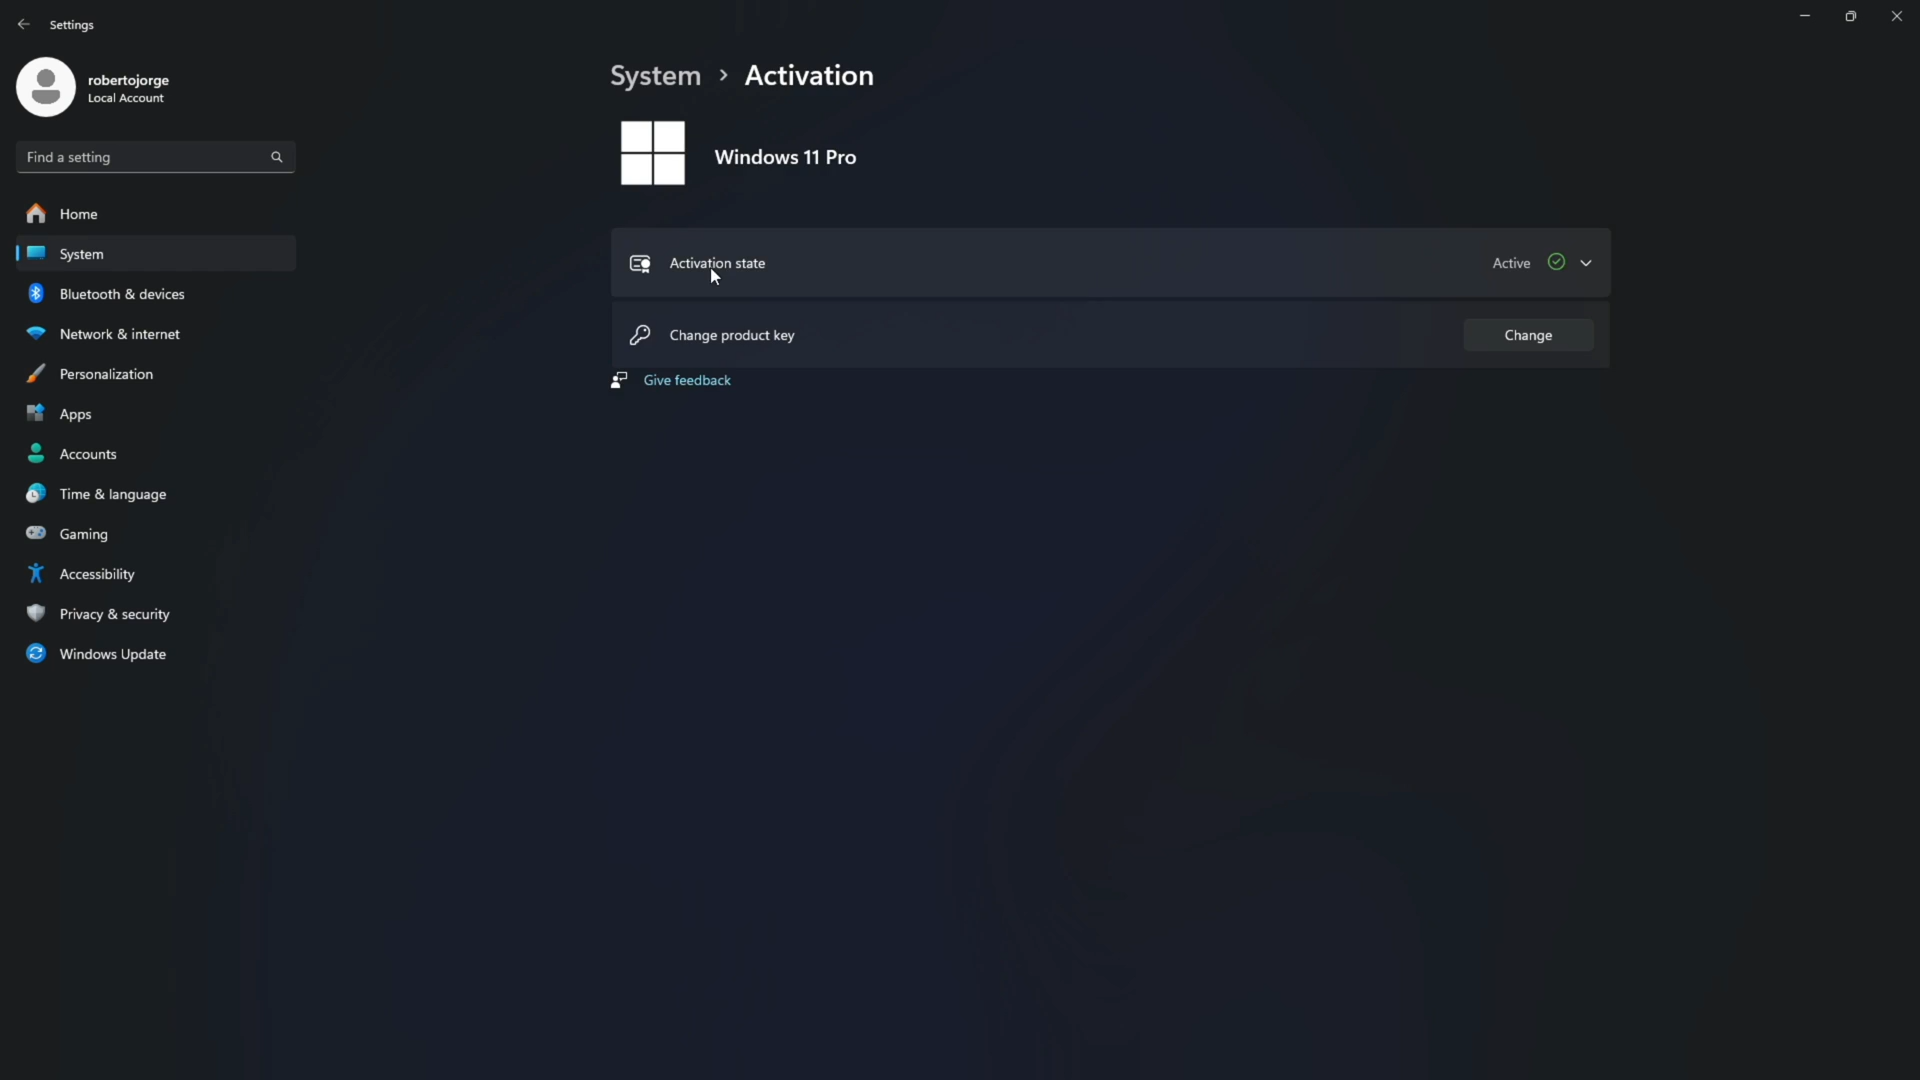 Settings
robertojorge
Local Account
Find a setting
Home
System
Bluetooth & devices
Network & internet
Personalization
Apps
Accounts
Time & language
Gaming
Accessibility
Privacy & security
Windows Update
System > Activation
Windows 11 Pro
Activation state Active
Change product key Change
Give feedback